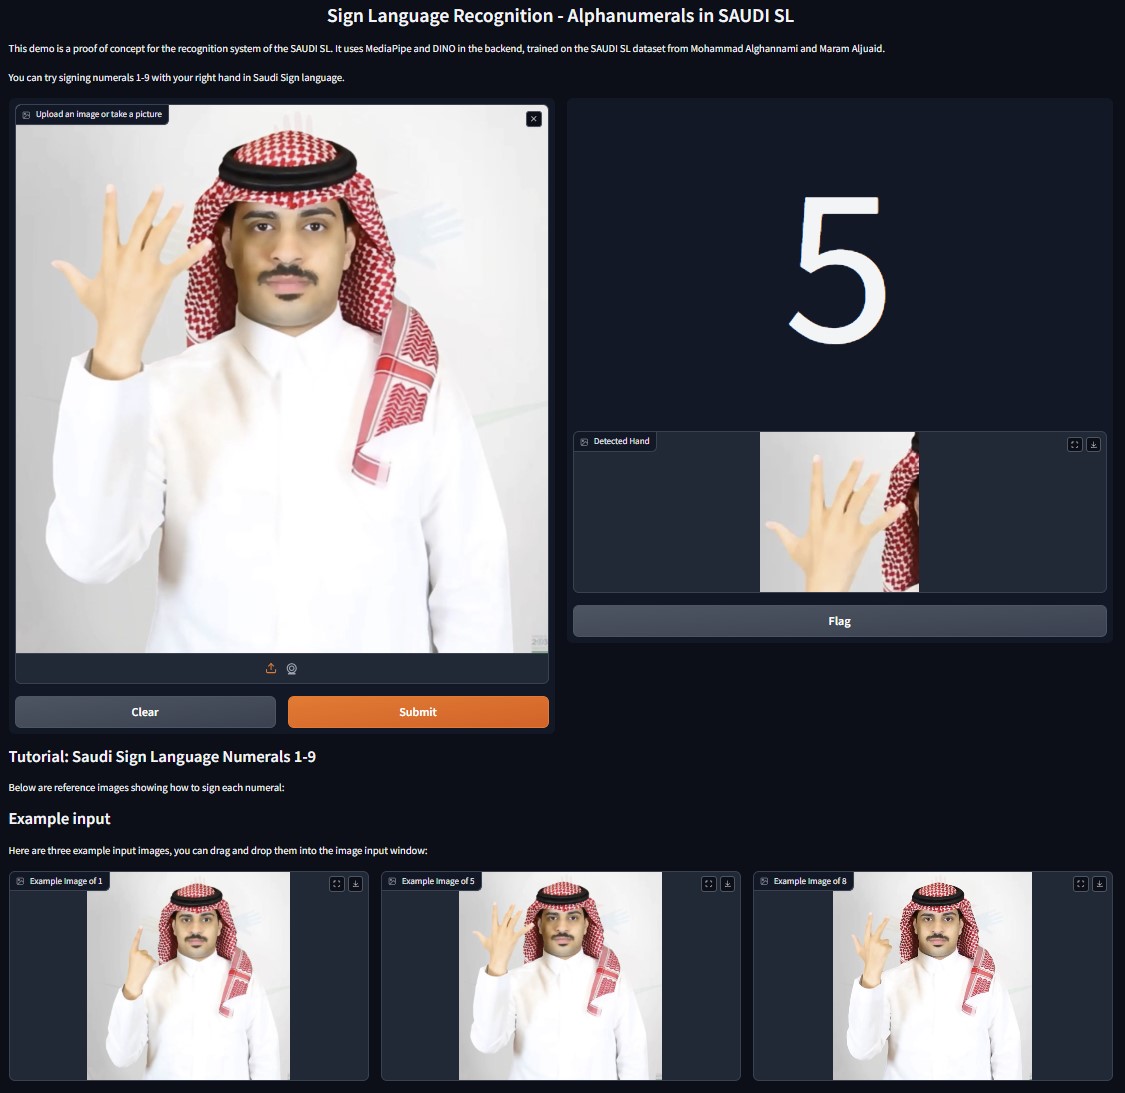 Sign Language Recognition - Alphanumerals in SAUDI SL
This demo is a proof of concept for the recognition system of the SAUDI SL. It uses MediaPipe and DINO in the backend, trained on the SAUDI SL dataset from Mohammad Alghannami and Maram Aljuaid.
You can try signing numerals 1-9 with your right hand in Saudi Sign language.
Upload an image or take a picture
5
Detected Hand
Flag
Clear
Submit
Tutorial: Saudi Sign Language Numerals 1-9
Below are reference images showing how to sign each numeral:
Example input
Here are three example input images, you can drag and drop them into the image input window:
Example Image of 1
Example Image of 5
Example Image of 8